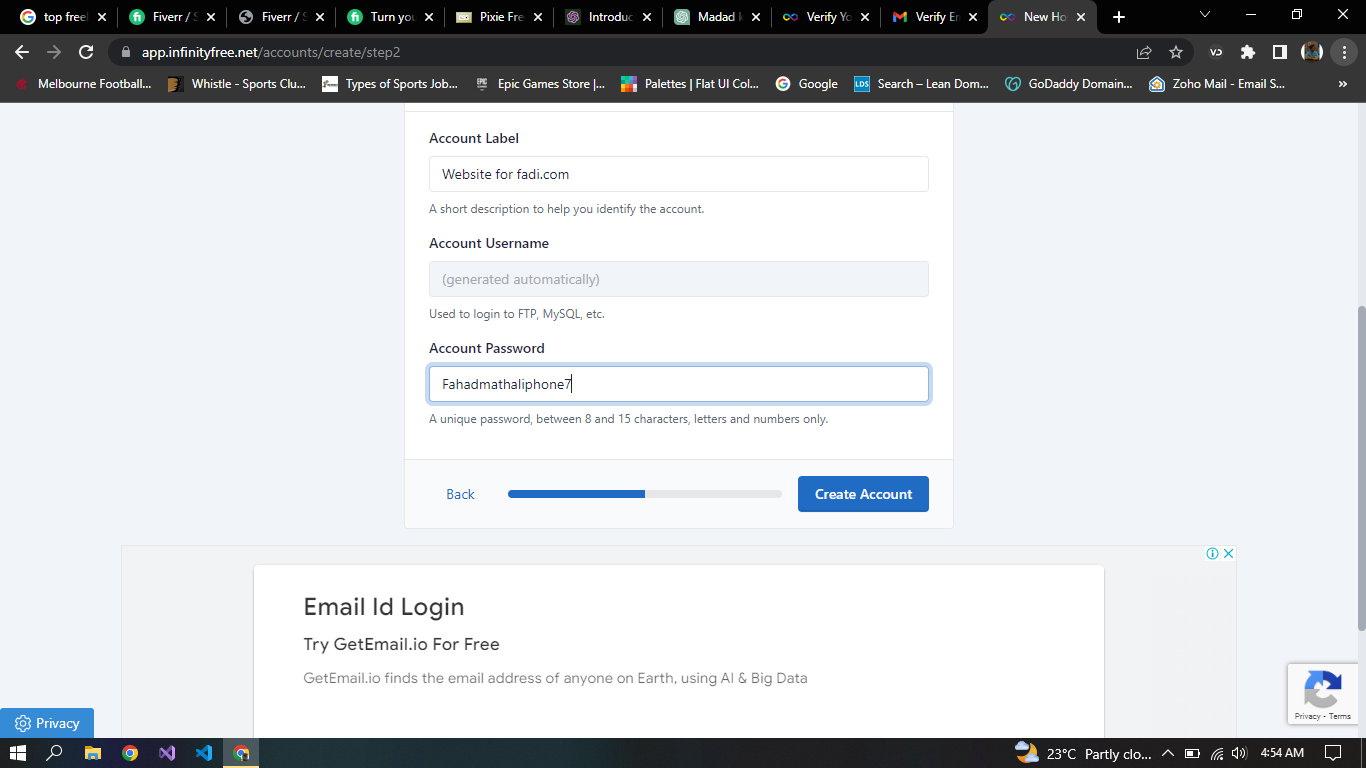 top freel
Fiverr / S
Fiverr / S
Turn you
Pixie Fre
Introduc
Madad k
Verify Yo
Verify Em
New Ho
app.infinityfree.net/accounts/create/step2
Melbourne Football...
Whistle - Sports Clu...
Types of Sports Job...
Epic Games Store |...
Palettes | Flat UI Col...
Google
LDS
Search – Lean Dom...
GoDaddy Domain...
Zoho Mail - Email S...
»
Account Label
Website for fadi.com
A short description to help you identify the account.
Account Username
(generated automatically)
Used to login to FTP, MySQL, etc.
Account Password
Fahadmathaliphone7
A unique password, between 8 and 15 characters, letters and numbers only.
Back
Create Account
Email Id Login
Try GetEmail.io For Free
GetEmail.io finds the email address of anyone on Earth, using AI & Big Data
Privacy - Terms
Privacy
23°C Partly clo...
4:54 AM